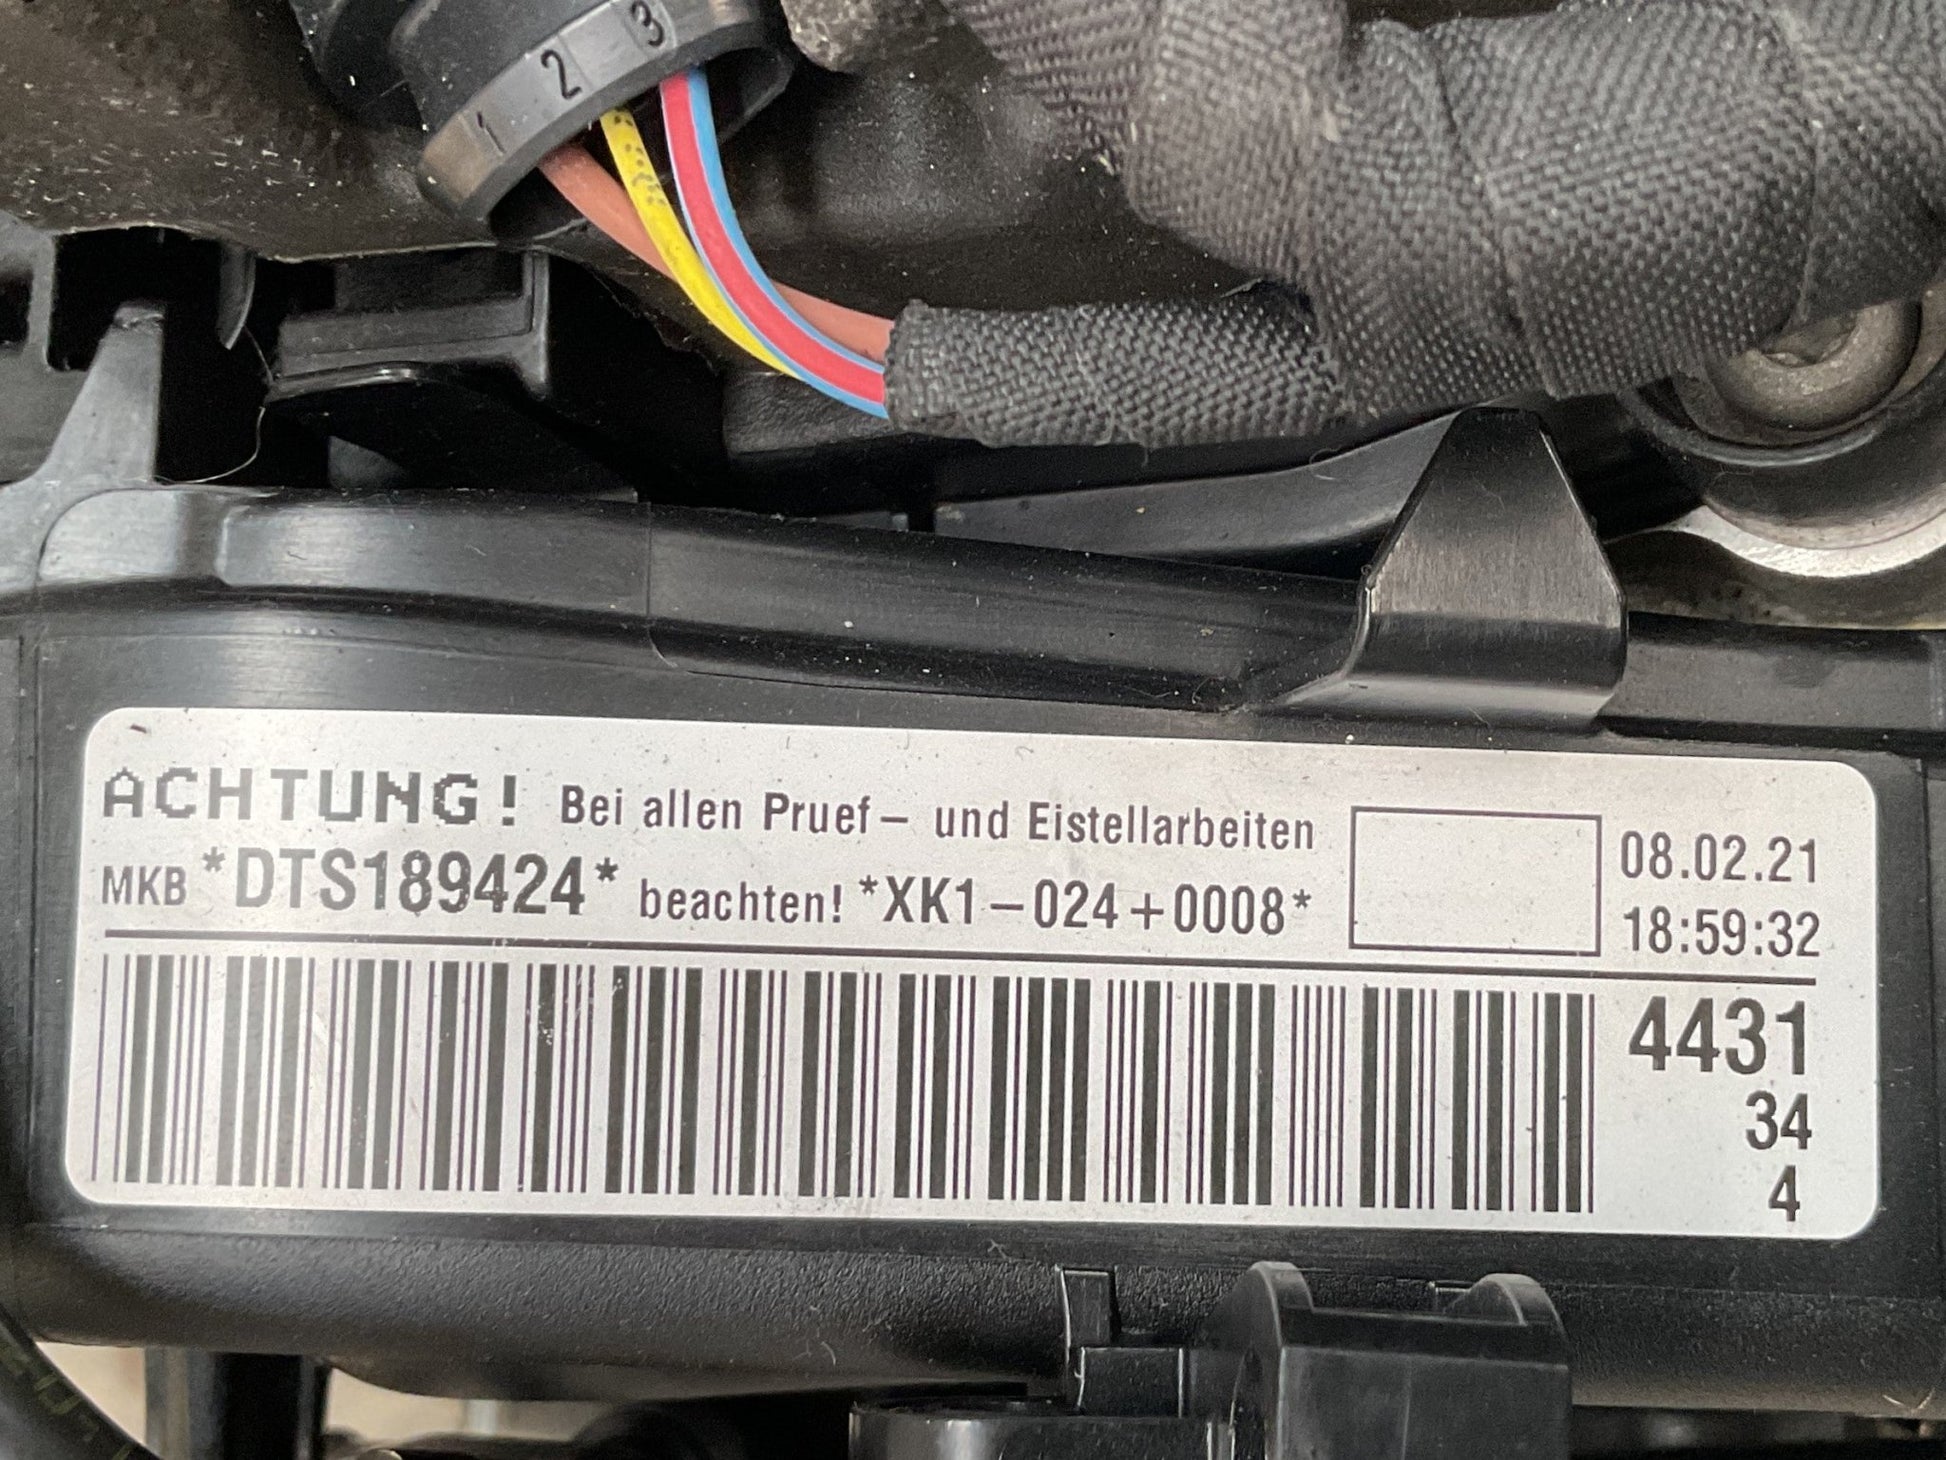 1 2 3
ACHTUNG! Bei allen Pruef- und Eistellarbeiten
MKB *DTS189424* beachten! *XK1-024+0008*
08.02.21
18:59:32
4431
34
4